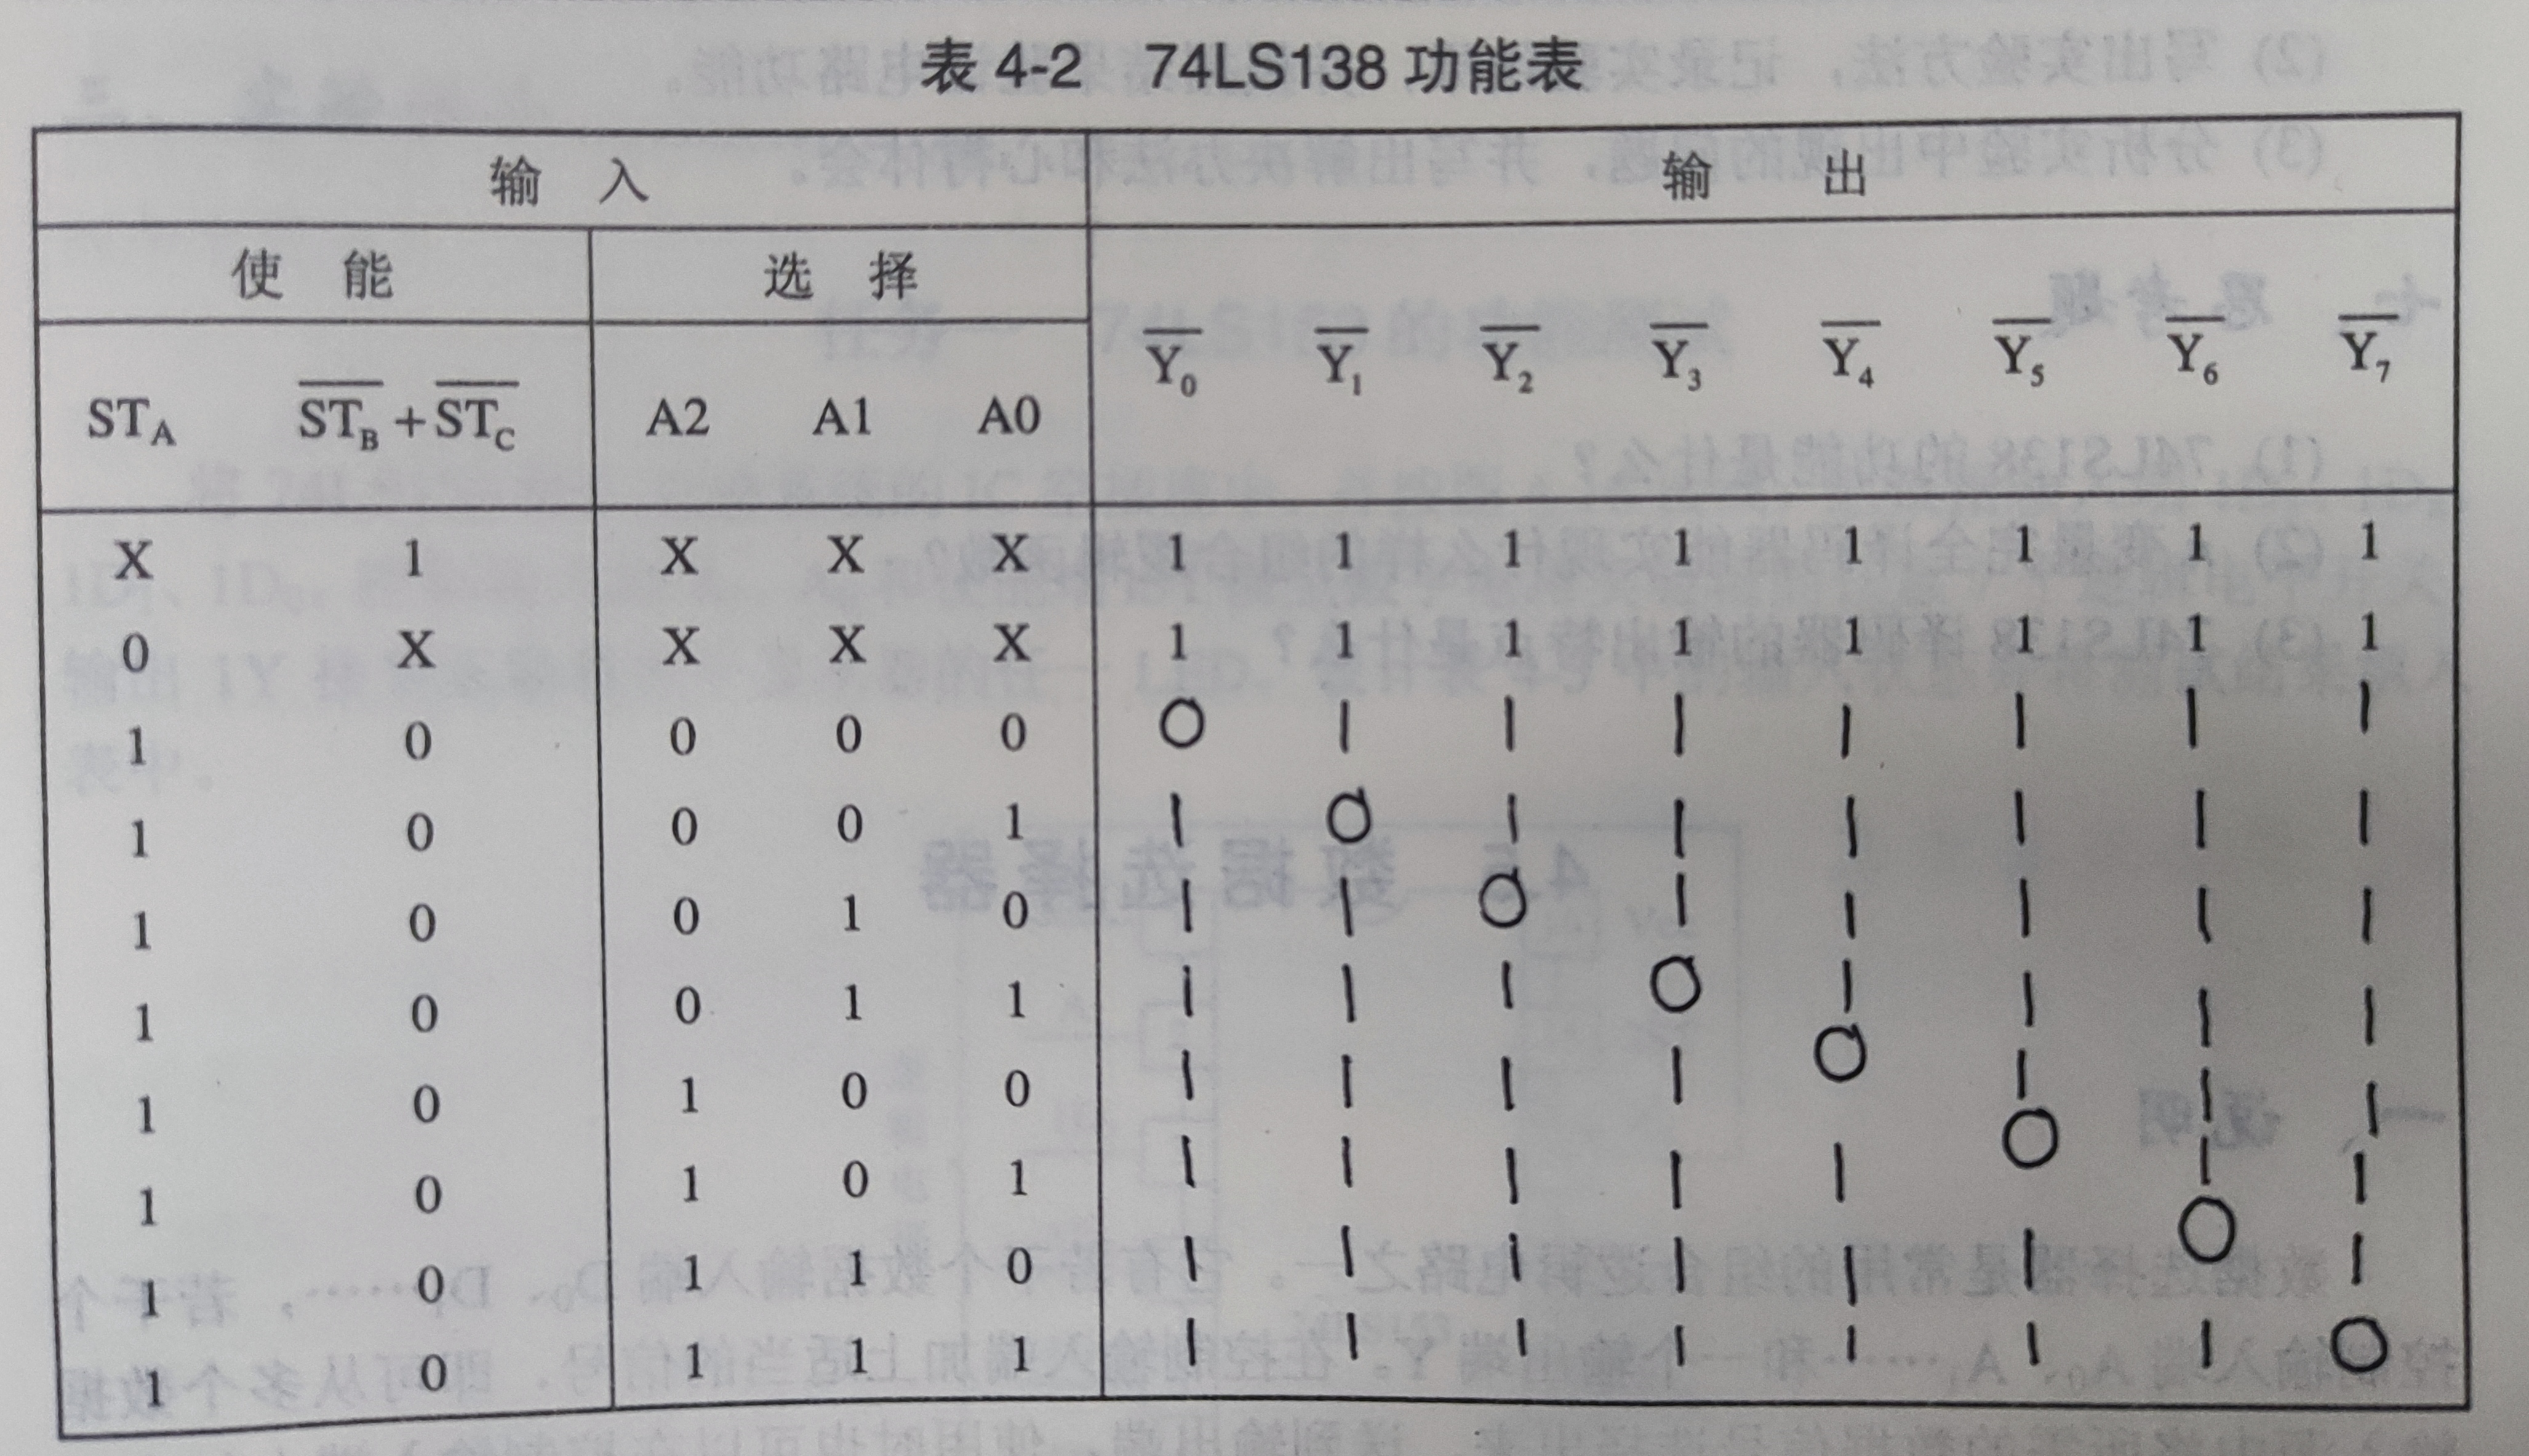 表 4-2 74LS138 功能表
输 入 输 出
使 能 选 择
ST_A \overline{ST_B}+\overline{ST_C} A2 A1 A0 \overline{Y_0} \overline{Y_1} \overline{Y_2} \overline{Y_3} \overline{Y_4} \overline{Y_5} \overline{Y_6} \overline{Y_7}
X 1 X X X 1 1 1 1 1 1 1 1
0 X X X X 1 1 1 1 1 1 1 1
1 0 0 0 0 0 1 1 1 1 1 1 1
1 0 0 0 1 1 0 1 1 1 1 1 1
1 0 0 1 0 1 1 0 1 1 1 1 1
1 0 0 1 1 1 1 1 0 1 1 1 1
1 0 1 0 0 1 1 1 1 0 1 1 1
1 0 1 0 1 1 1 1 1 1 0 1 1
1 0 1 1 0 1 1 1 1 1 1 0 1
1 0 1 1 1 1 1 1 1 1 1 1 0